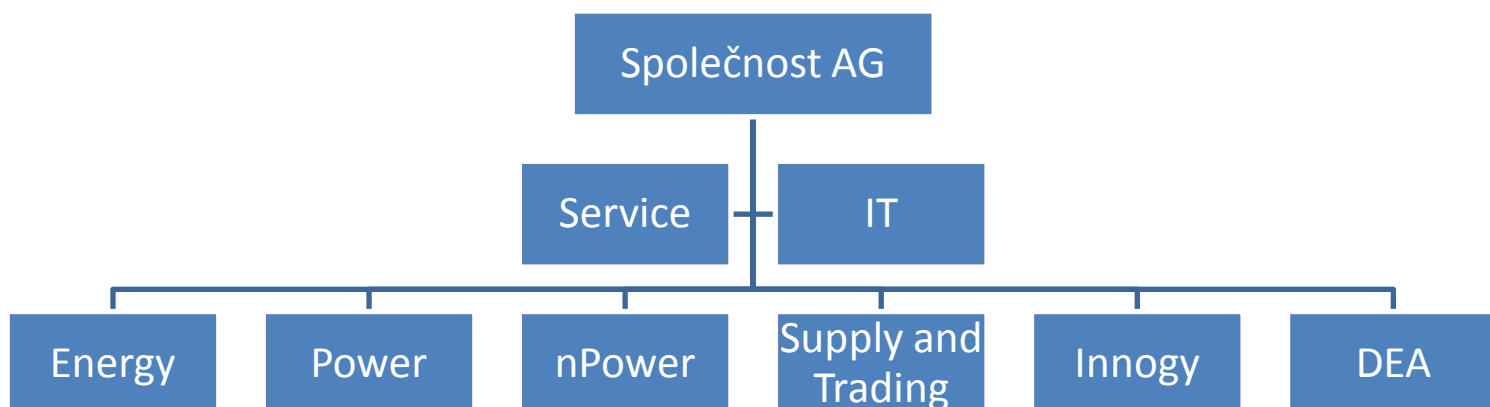 Společnost AG
Service
IT
Energy
Power
nPower
Supply and
Trading
Innogy
DEA